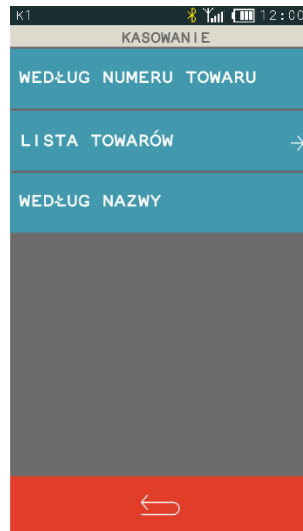 K1 12:00
KASOWANIE
WEDŁUG NUMERU TOWARU
LISTA TOWARÓW
WEDŁUG NAZWY